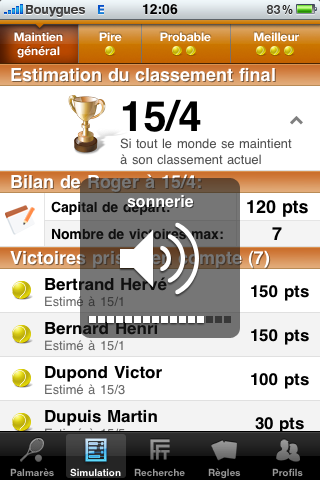 Bouygues E 12:06 83%
Maintien général
Pire
Probable
Meilleur
Estimation du classement final
15/4
Si tout le monde se maintient
à son classement actuel
Bilan de Roger à 15/4:
sonnerie
Capital de départ: 120 pts
Nombre de victoires max: 7
Victoires prises en compte (7)
Bertrand Hervé 150 pts
Estimé à 15/1
Bernard Henri 150 pts
Estimé à 15/1
Dupond Victor 100 pts
Estimé à 15/3
Dupuis Martin 30 pts
Palmarès Simulation Recherche Règles Profils